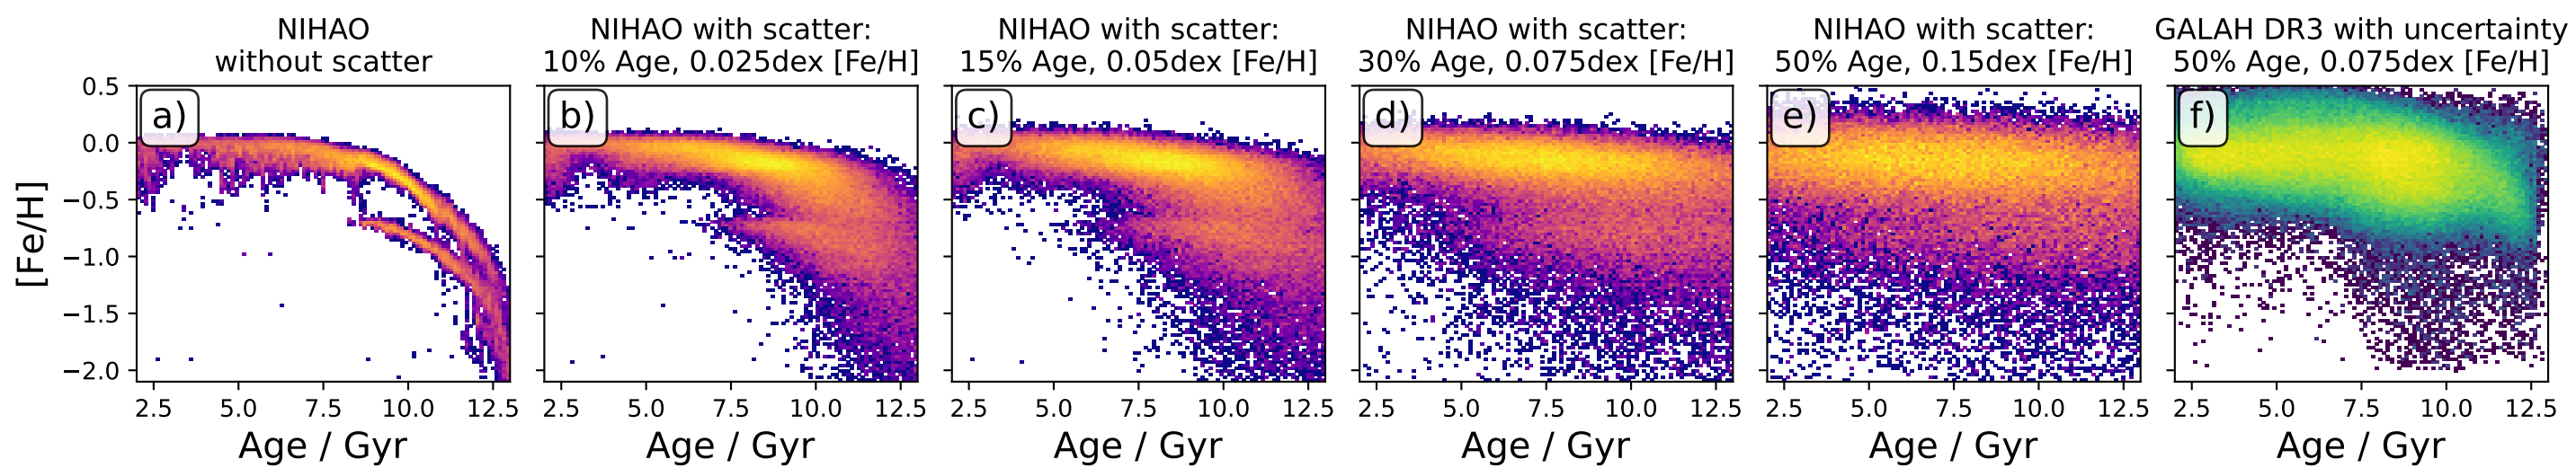 NIHAO
without scatter
NIHAO with scatter:
10% Age, 0.025dex [Fe/H]
NIHAO with scatter:
15% Age, 0.05dex [Fe/H]
NIHAO with scatter:
30% Age, 0.075dex [Fe/H]
NIHAO with scatter:
50% Age, 0.15dex [Fe/H]
GALAH DR3 with uncertainty
50% Age, 0.075dex [Fe/H]
a)
b)
c)
d)
e)
f)
[Fe/H]
0.5
0.0
−0.5
−1.0
−1.5
−2.0
2.5 5.0 7.5 10.0 12.5
2.5 5.0 7.5 10.0 12.5
2.5 5.0 7.5 10.0 12.5
2.5 5.0 7.5 10.0 12.5
2.5 5.0 7.5 10.0 12.5
2.5 5.0 7.5 10.0 12.5
Age / Gyr
Age / Gyr
Age / Gyr
Age / Gyr
Age / Gyr
Age / Gyr